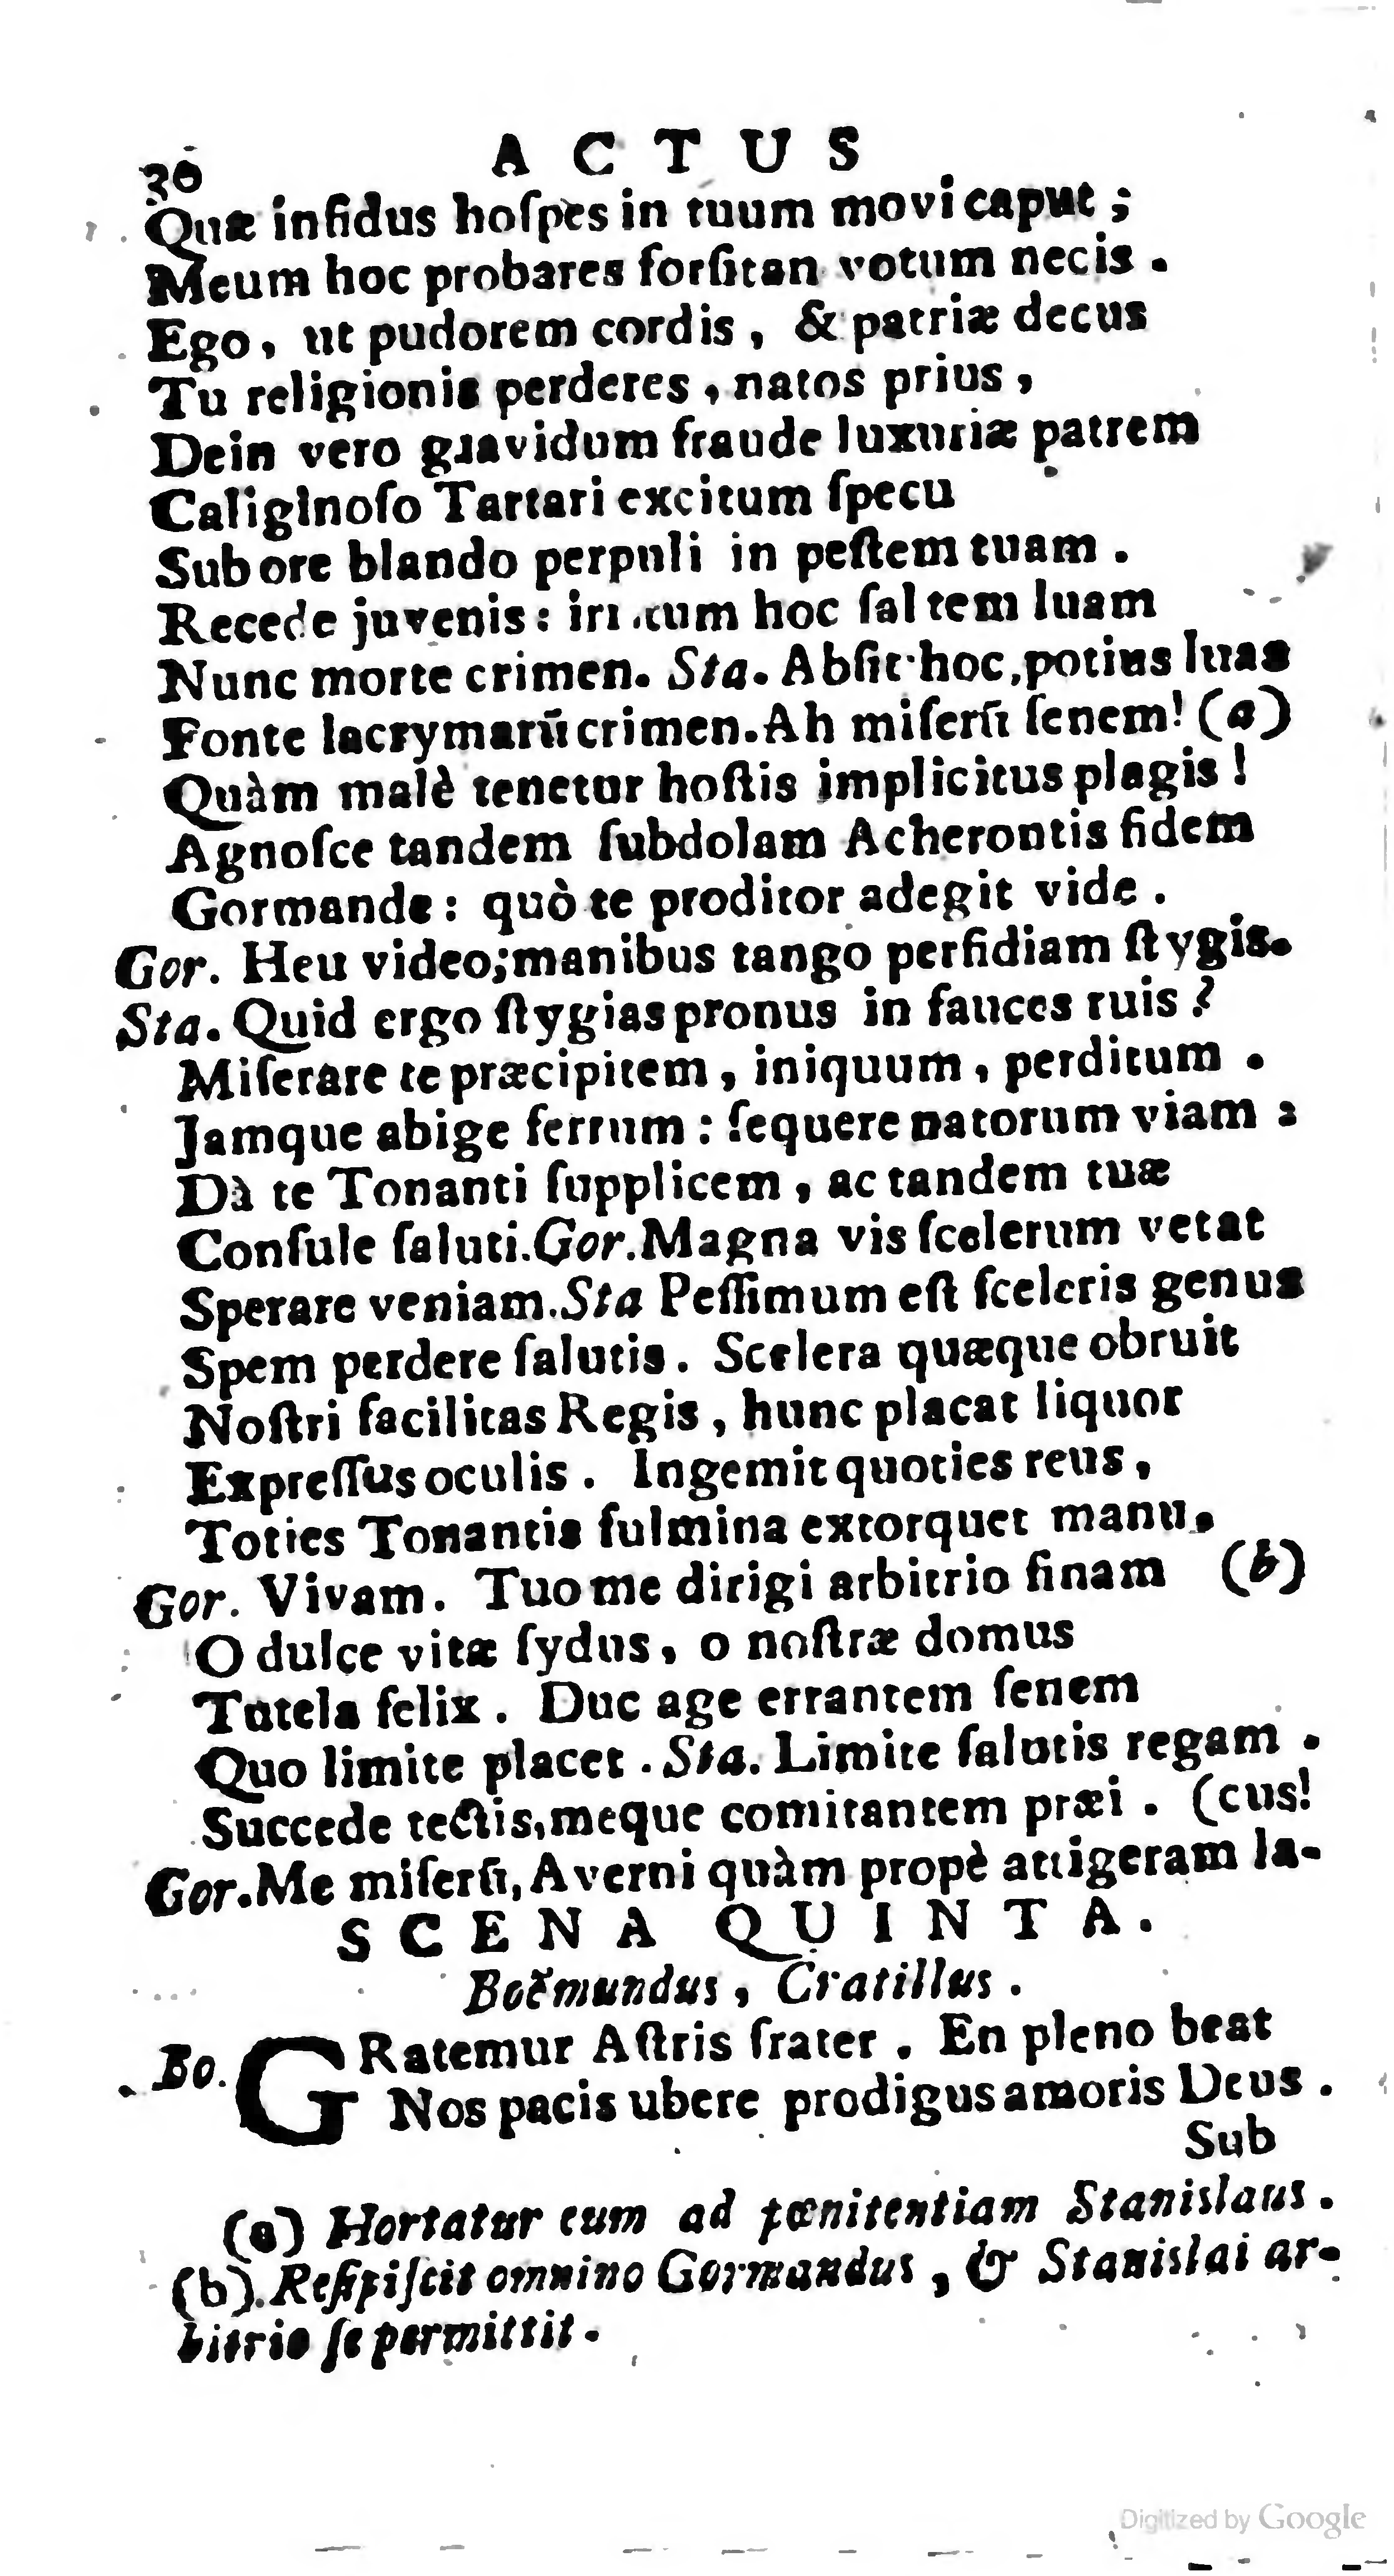 30 ACTUS
Quæ infidus hoſpes in tuum movi caput ;
Meum hoc probares forſitan votum necis .
Ego, ut pudorem cordis , & patriæ decus
Tu religionis perderes , natos prius ,
Dein vero gravidum fraude luxuriæ patrem
Caliginoſo Tartari excitum ſpecu
Sub ore blando perpuli in peſtem tuam .
Recede juvenis : iritum hoc ſaltem luam
Nunc morte crimen. Sta. Abſit hoc, potius luas
Fonte lacrymarū crimen. Ah miſerū ſenem! (a)
Quàm malè tenetur hoſtis implicitus plagis !
Agnoſce tandem ſubdolam Acherontis fidem
Gormande : quò te proditor adegit vide .
Gor. Heu video; manibus tango perfidiam ſtygis.
Sta. Quid ergo ſtygias pronus in fauces ruis ?
Miſerare te præcipitem , iniquum , perditum .
Jamque abige ferrum : ſequere natorum viam :
Dà te Tonanti ſupplicem , ac tandem tuæ
Conſule ſaluti. Gor. Magna vis ſcelerum vetat
Sperare veniam. Sta Peſſimum eſt ſceleris genus
Spem perdere ſalutis . Scelera quæque obruit
Noſtri facilitas Regis , hunc placat liquor
Expreſſus oculis . Ingemit quoties reus ,
Toties Tonantis fulmina extorquet manu.
Gor. Vivam. Tuo me dirigi arbitrio ſinam (b)
O dulce vitæ ſydus, o noſtræ domus
Tutela felix . Duc age errantem ſenem
Quo limite placet . Sta. Limite ſalutis regam .
Succede tectis, meque comitantem præi . (cus!
Gor. Me miſerū, Averni quàm propè attigeram la-
SCENA QUINTA.
Boëmundus , Cratillus .
Bo. GRatemur Aſtris frater . En pleno beat
Nos pacis ubere prodigus amoris Deus .
Sub
(a) Hortatur eum ad pœnitentiam Stanislaus .
(b) Reſipiſcit omnino Gormandus , & Stanislai ar-
bitrio ſe permittit .
Digitized by Google